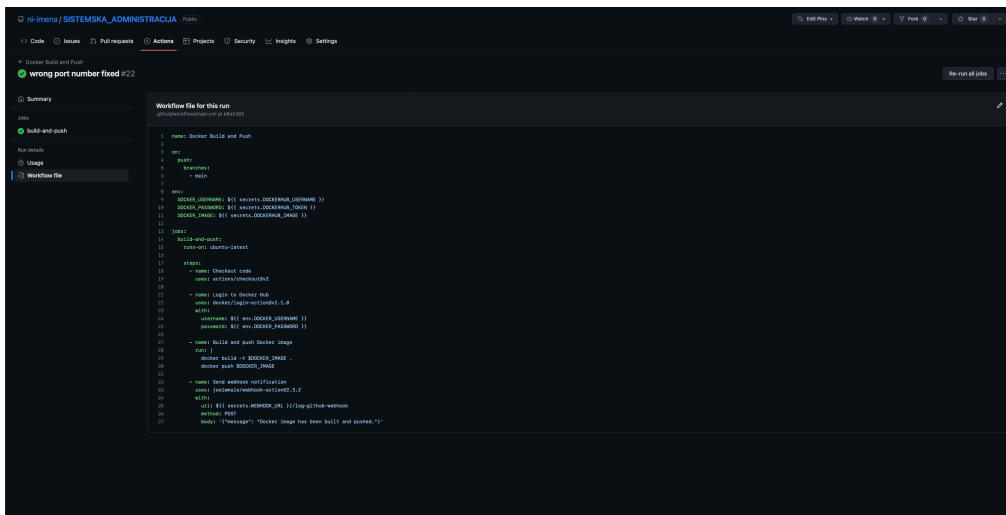 ni-imena / SISTEMSKA_ADMINISTRACIJA Public
Edit Pins Watch 0 Fork 0 Star 0
Code Issues Pull requests Actions Projects Security Insights Settings
Docker Build and Push
wrong port number fixed #22
Re-run all jobs
Summary
Jobs
build-and-push
Run details
Usage
Workflow file
Workflow file for this run
.github/workflows/main.yml at
1 name: Docker Build and Push
2
3 on:
4 push:
5 branches:
6 - main
7
8 env:
9 DOCKER_USERNAME: ${{ secrets.DOCKERHUB_USERNAME }}
10 DOCKER_PASSWORD: ${{ secrets.DOCKERHUB_TOKEN }}
11 DOCKER_IMAGE: ${{ secrets.DOCKERHUB_IMAGE }}
12
13 jobs:
14 build-and-push:
15 runs-on: ubuntu-latest
16
17 steps:
18 - name: Checkout code
19 uses: actions/checkout@v2
20
21 - name: Login to Docker Hub
22 uses: docker/login-action@v2.1.0
23 with:
24 username: ${{ env.DOCKER_USERNAME }}
25 password: ${{ env.DOCKER_PASSWORD }}
26
27 - name: Build and push Docker image
28 run: |
29 docker build -t $DOCKER_IMAGE .
30 docker push $DOCKER_IMAGE
31
32 - name: Send webhook notification
33 uses: joelwmale/webhook-action@2.3.2
34 with:
35 url: ${{ secrets.WEBHOOK_URL }}/log-github-webhook
36 method: POST
37 body: '{"message": "Docker image has been built and pushed."}'